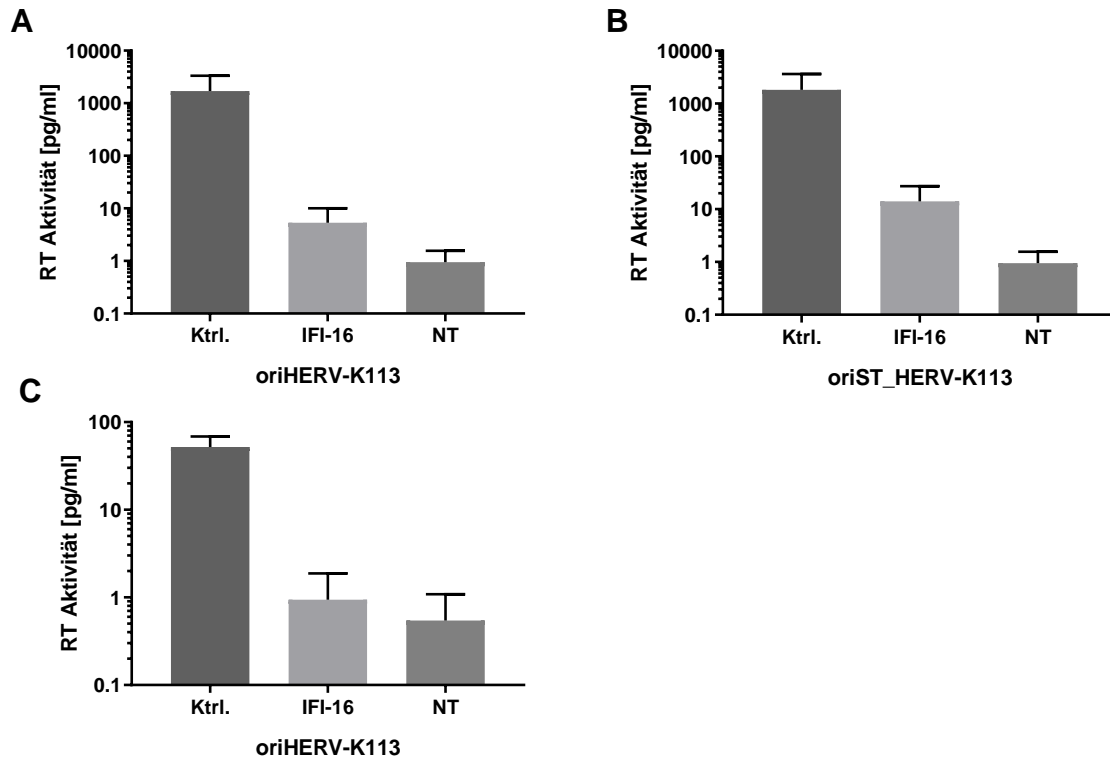 A
RT Aktivität [pg/ml]
10000
1000
100
10
1
0.1
Ktrl. IFI-16 NT
oriHERV-K113
B
RT Aktivität [pg/ml]
10000
1000
100
10
1
0.1
Ktrl. IFI-16 NT
oriST_HERV-K113
C
RT Aktivität [pg/ml]
100
10
1
0.1
Ktrl. IFI-16 NT
oriHERV-K113